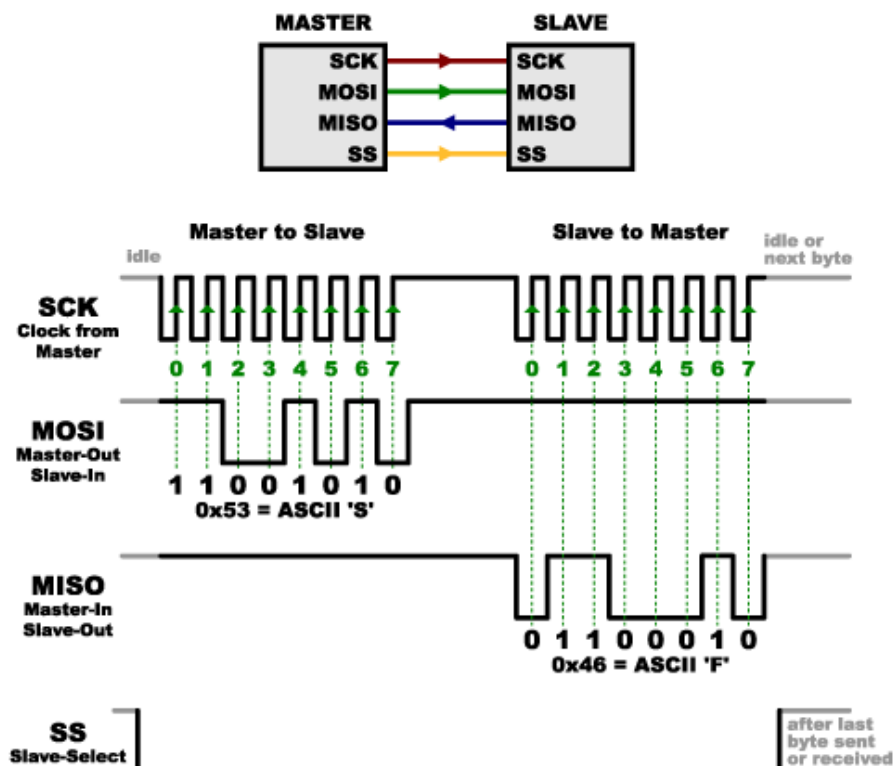 MASTER SLAVE
SCK SCK
MOSI MOSI
MISO MISO
SS SS
Master to Slave Slave to Master
idle
idle or
next byte
SCK
Clock from
Master
0 1 2 3 4 5 6 7 0 1 2 3 4 5 6 7
MOSI
Master-Out
Slave-In
1 1 0 0 1 0 1 0
0x53 = ASCII 'S'
MISO
Master-In
Slave-Out
0 1 1 0 0 0 1 0
0x46 = ASCII 'F'
SS
Slave-Select
after last
byte sent
or received